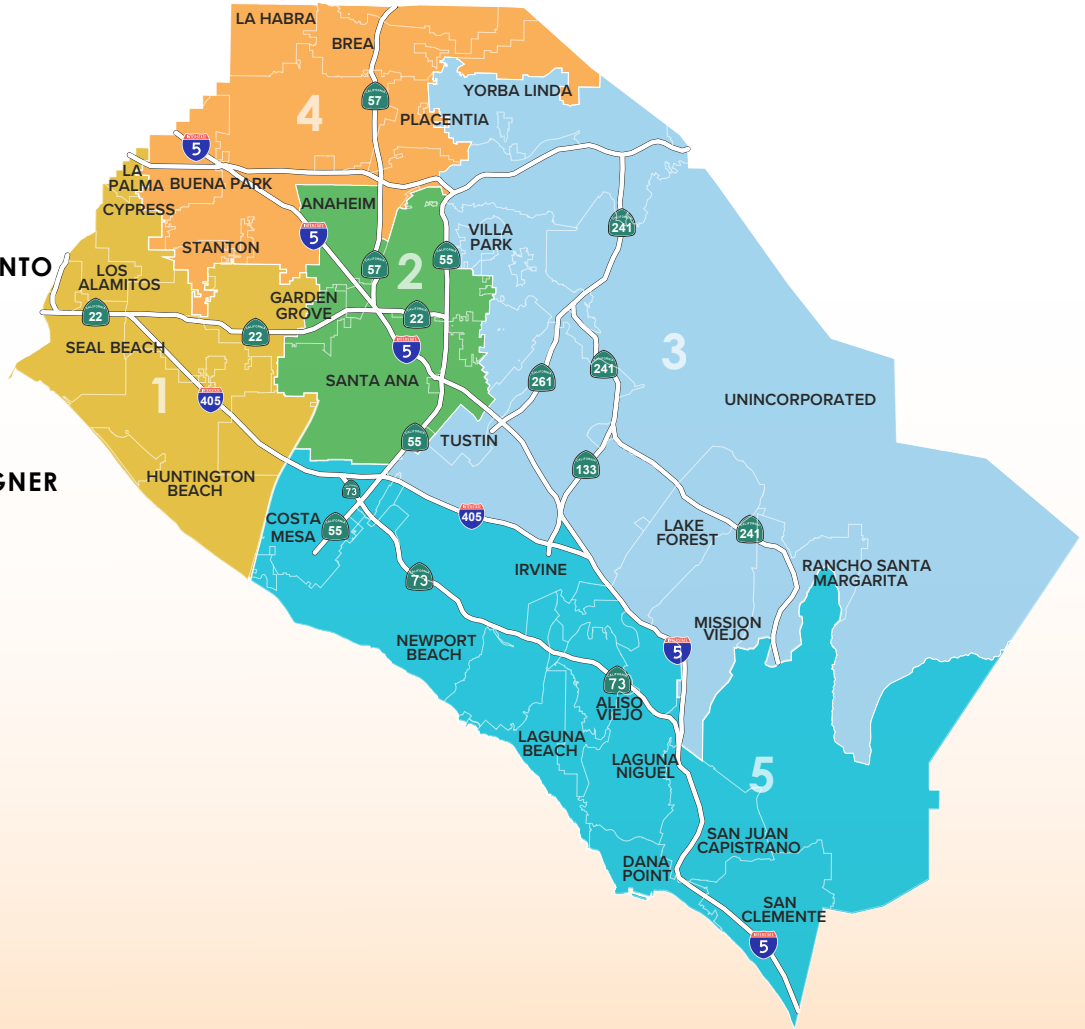 LA HABRA
BREA
57
YORBA LINDA
4
PLACENTIA
5
LA
PALMA
BUENA PARK
CYPRESS
ANAHEIM
241
5
VILLA
PARK
STANTON
55
NTO
57
2
LOS
ALAMITOS
GARDEN
GROVE
22
22
22
SEAL BEACH
5
3
241
261
SANTA ANA
1
405
UNINCORPORATED
55
TUSTIN
133
HUNTINGTON
BEACH
GNER
73
405
COSTA
MESA
55
LAKE
FOREST
241
IRVINE
RANCHO SANTA
MARGARITA
73
MISSION
VIEJO
NEWPORT
BEACH
5
73
ALISO
VIEJO
LAGUNA
BEACH
LAGUNA
NIGUEL
5
SAN JUAN
CAPISTRANO
DANA
POINT
SAN
CLEMENTE
5